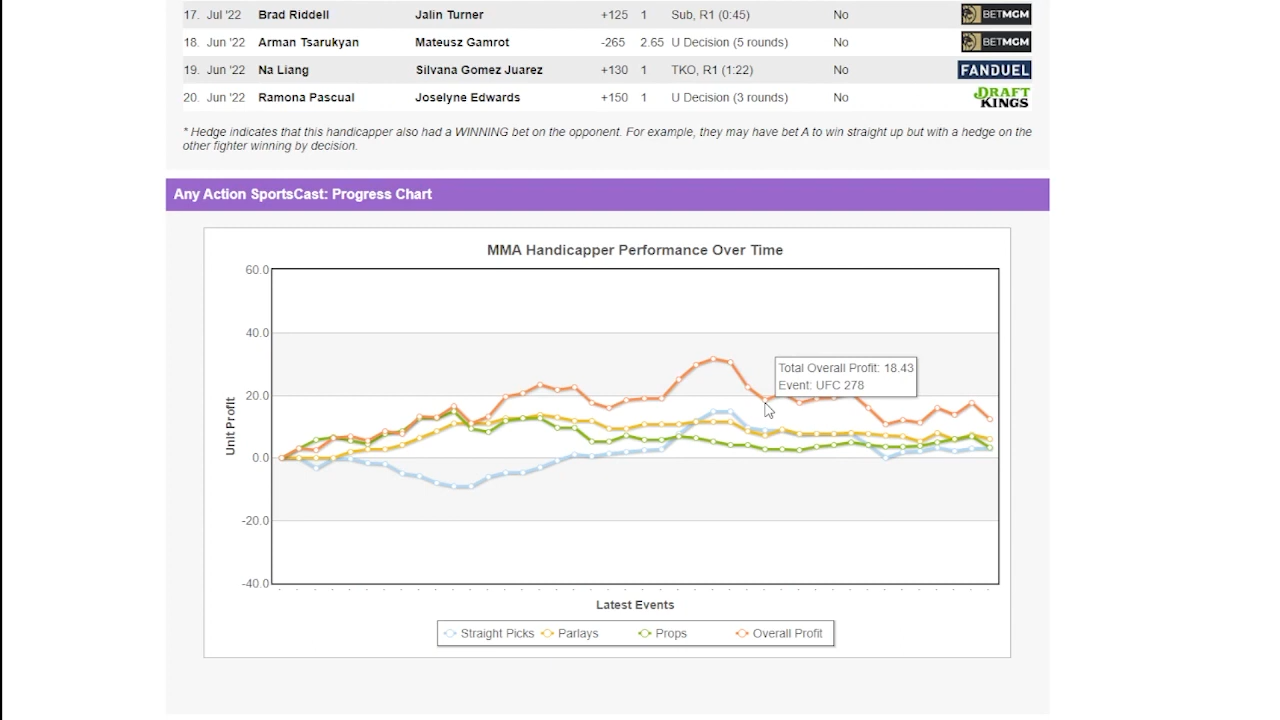 17. Jul '22 Brad Riddell Jalin Turner +125 1 Sub, R1 (0:45) No BETMGM
18. Jun '22 Arman Tsarukyan Mateusz Gamrot -265 2.65 U Decision (5 rounds) No BETMGM
19. Jun '22 Na Liang Silvana Gomez Juarez +130 1 TKO, R1 (1:22) No FANDUEL
20. Jun '22 Ramona Pascual Joselyne Edwards +150 1 U Decision (3 rounds) No DRAFT KINGS
* Hedge indicates that this handicapper also had a WINNING bet on the opponent. For example, they may have bet A to win straight up but with a hedge on the
other fighter winning by decision.
Any Action SportsCast: Progress Chart
MMA Handicapper Performance Over Time
60.0
40.0
Total Overall Profit: 18.43
Event: UFC 278
20.0
Unit Profit
0.0
-20.0
-40.0
Latest Events
Straight Picks Parlays Props Overall Profit